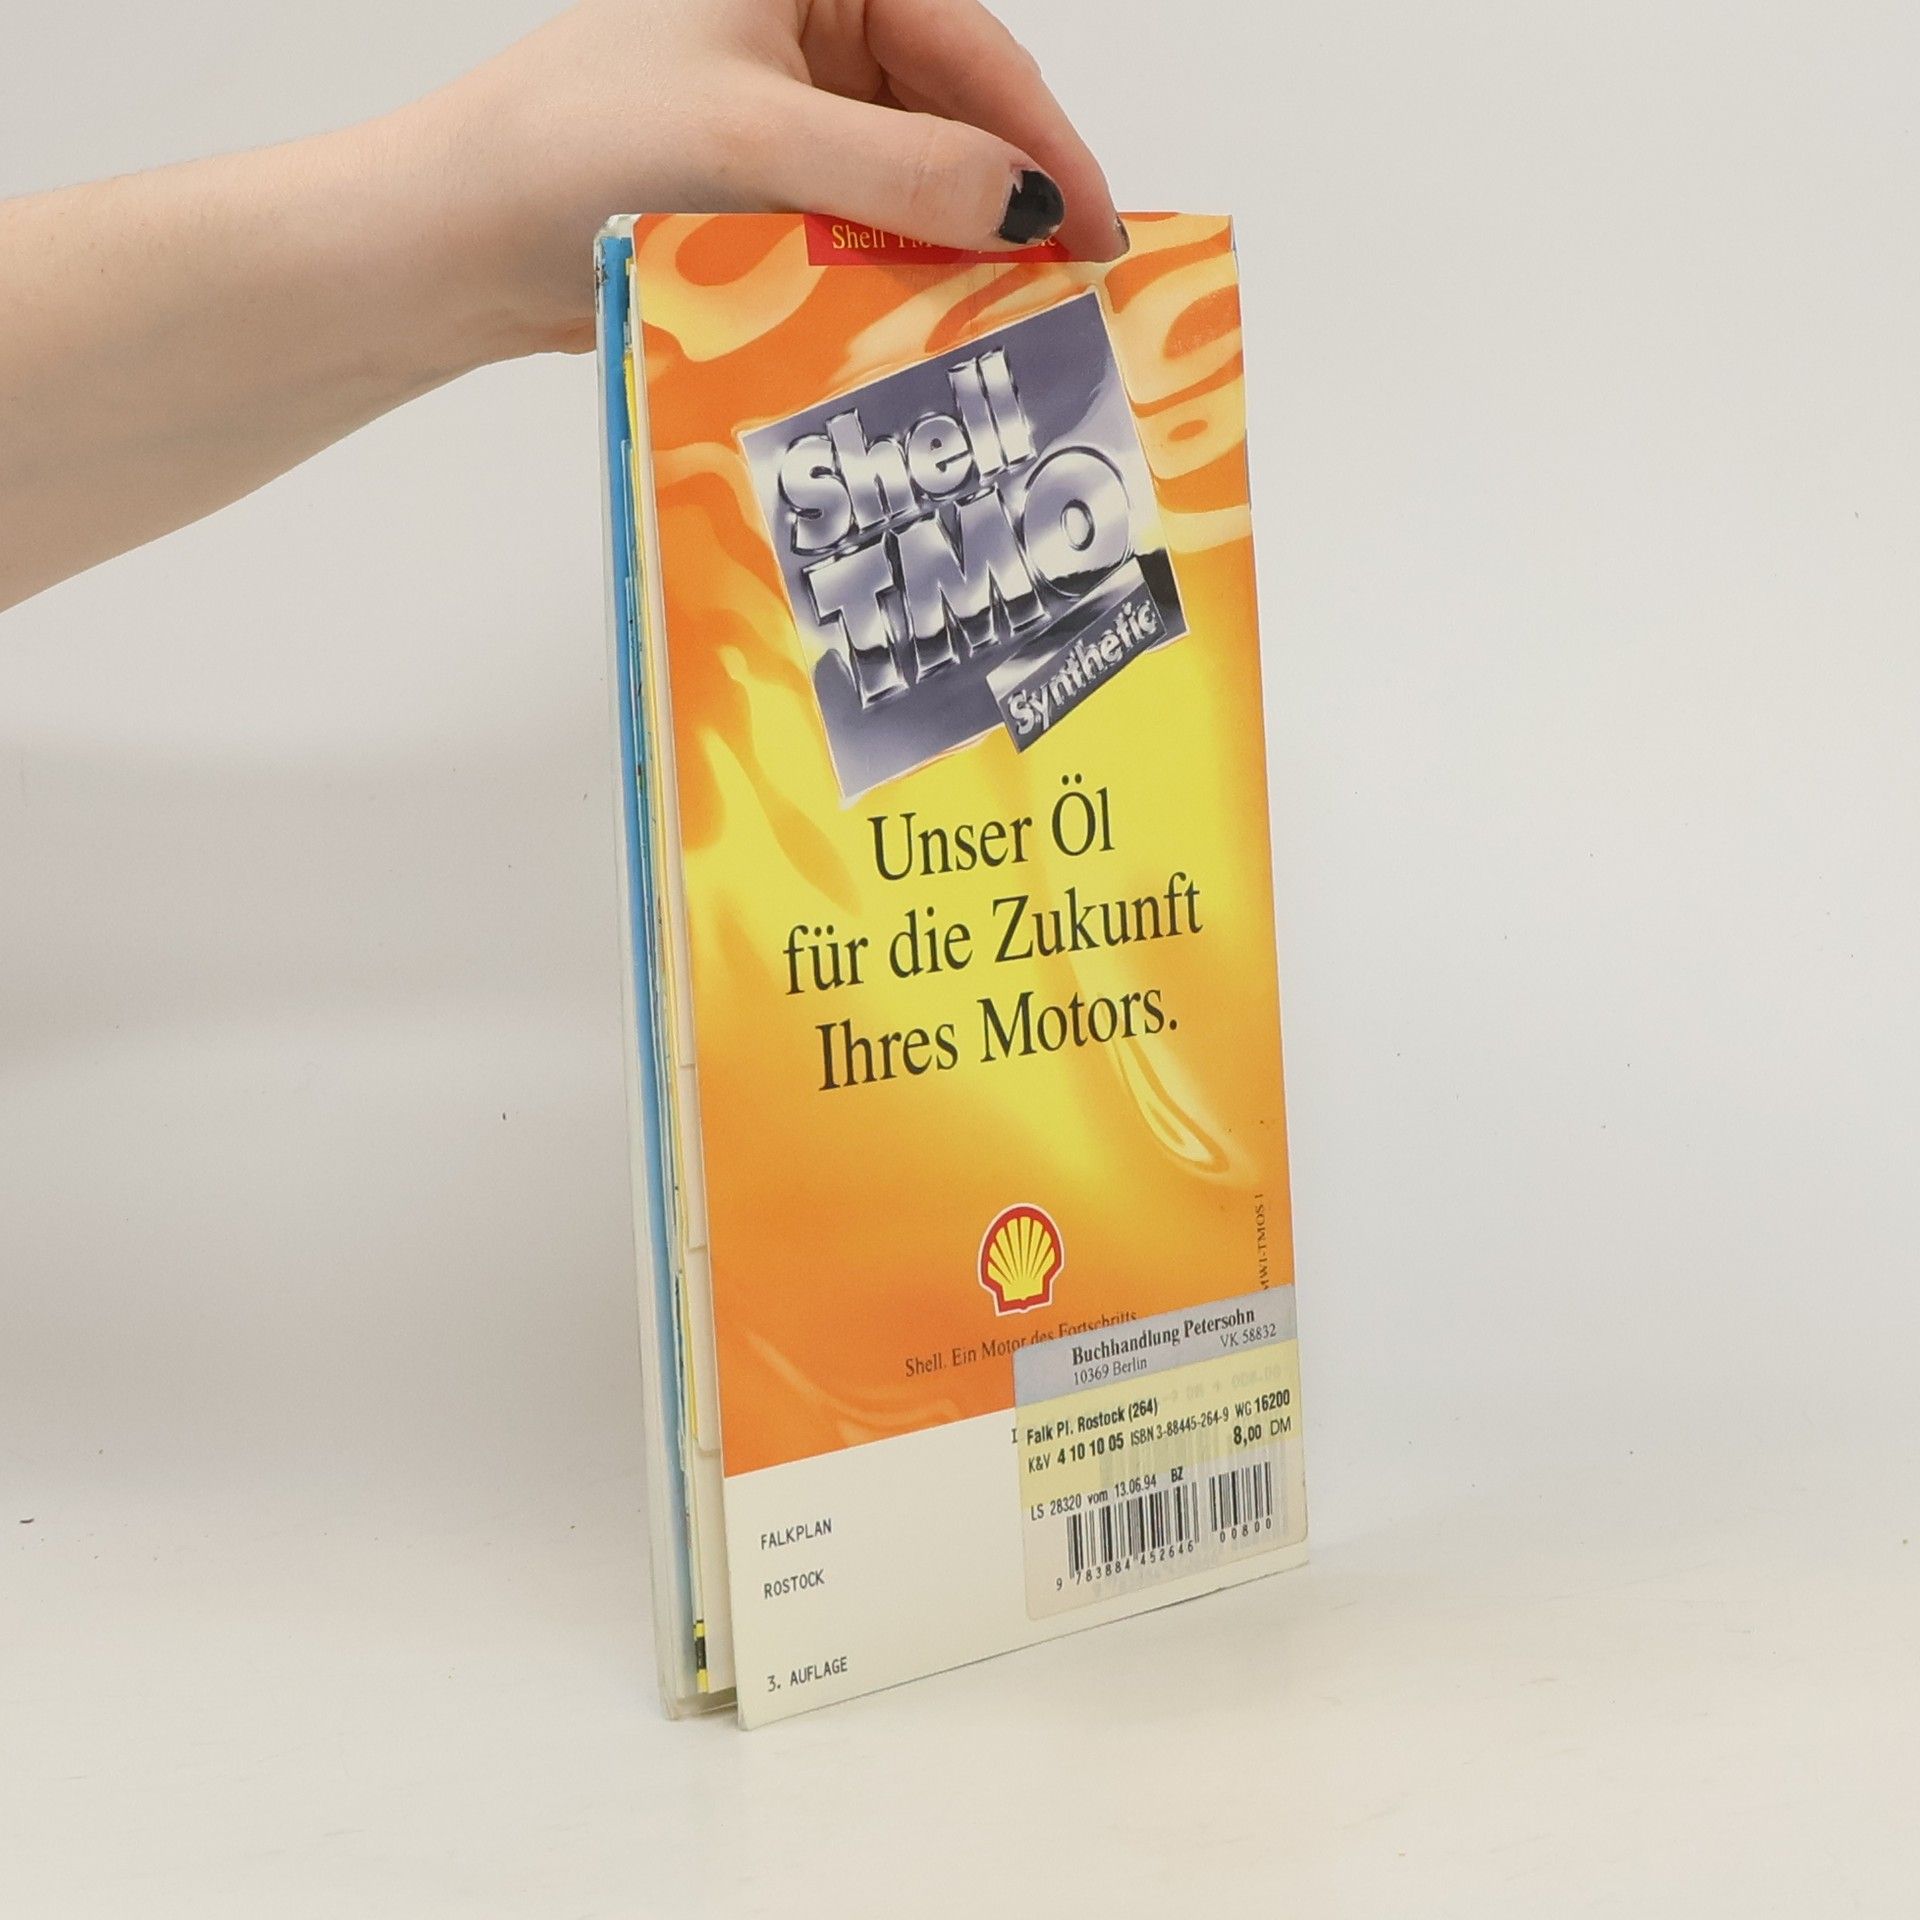 Shell
Shell
TMO
Synthetic
Unser Öl
für die Zukunft
Ihres Motors.
Shell. Ein Motor des Fortschritts.
Buchhandlung Petersohn
10369 Berlin VK 58832
Falk Pl. Rostock (264)
K&V 4 10 10 05 ISBN 3-88445-264-9 WG 16200
8,00 DM
LS 28320 vom 13.06.94 BZ
9 783884 452646 00800
FALKPLAN
ROSTOCK
3. AUFLAGE